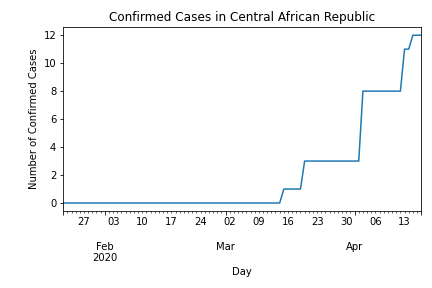 Confirmed Cases in Central African Republic
Number of Confirmed Cases
12
10
8
6
4
2
0
27 03 10 17 24 02 09 16 23 30 06 13
Feb Mar Apr
2020
Day